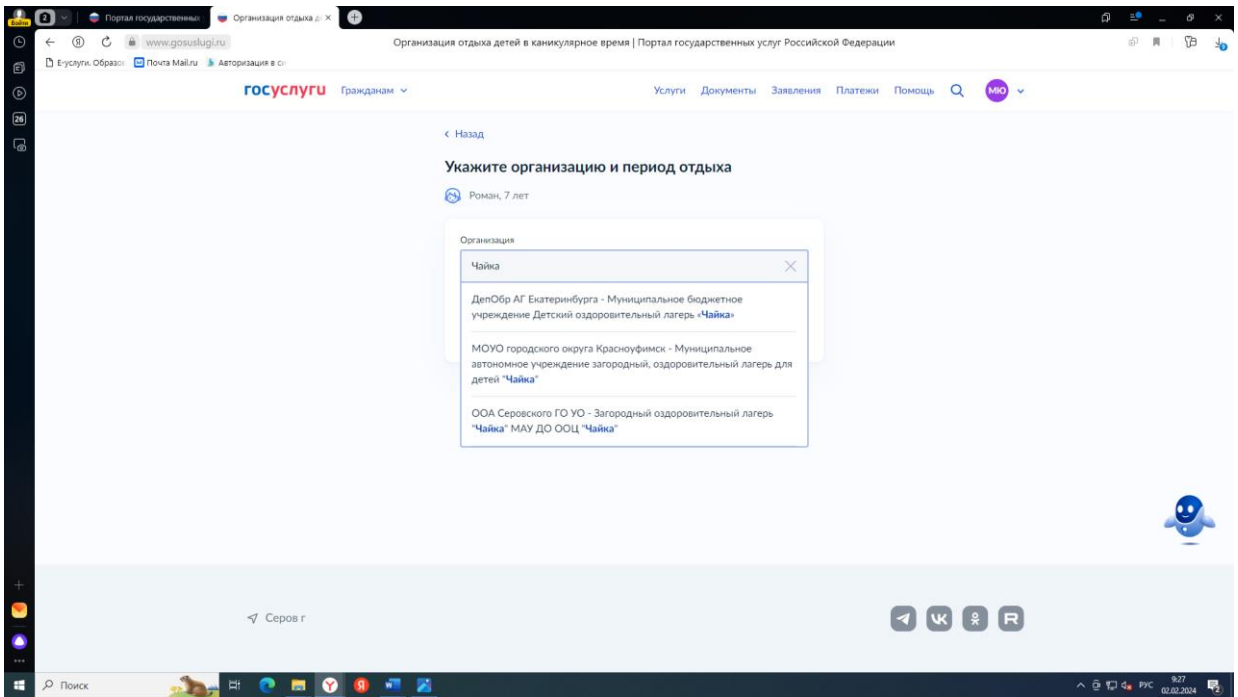 Войти
2
Портал государственных
Организация отдыха д
www.gosuslugi.ru
Организация отдыха детей в каникулярное время | Портал государственных услуг Российской Федерации
Е-услуги. Образо
Почта Mail.ru
Авторизация в си
26
госуслуги
Гражданам
Услуги
Документы
Заявления
Платежи
Помощь
МЮ
Назад
Укажите организацию и период отдыха
Роман, 7 лет
Организация
Чайка
ДепОбр АГ Екатеринбурга - Муниципальное бюджетное
учреждение Детский оздоровительный лагерь «Чайка»
МОУО городского округа Красноуфимск - Муниципальное
автономное учреждение загородный, оздоровительный лагерь для
детей "Чайка"
ООА Серовского ГО УО - Загородный оздоровительный лагерь
"Чайка" МАУ ДО ООЦ "Чайка"
Серов г
Поиск
РУС
9:27
02.02.2024